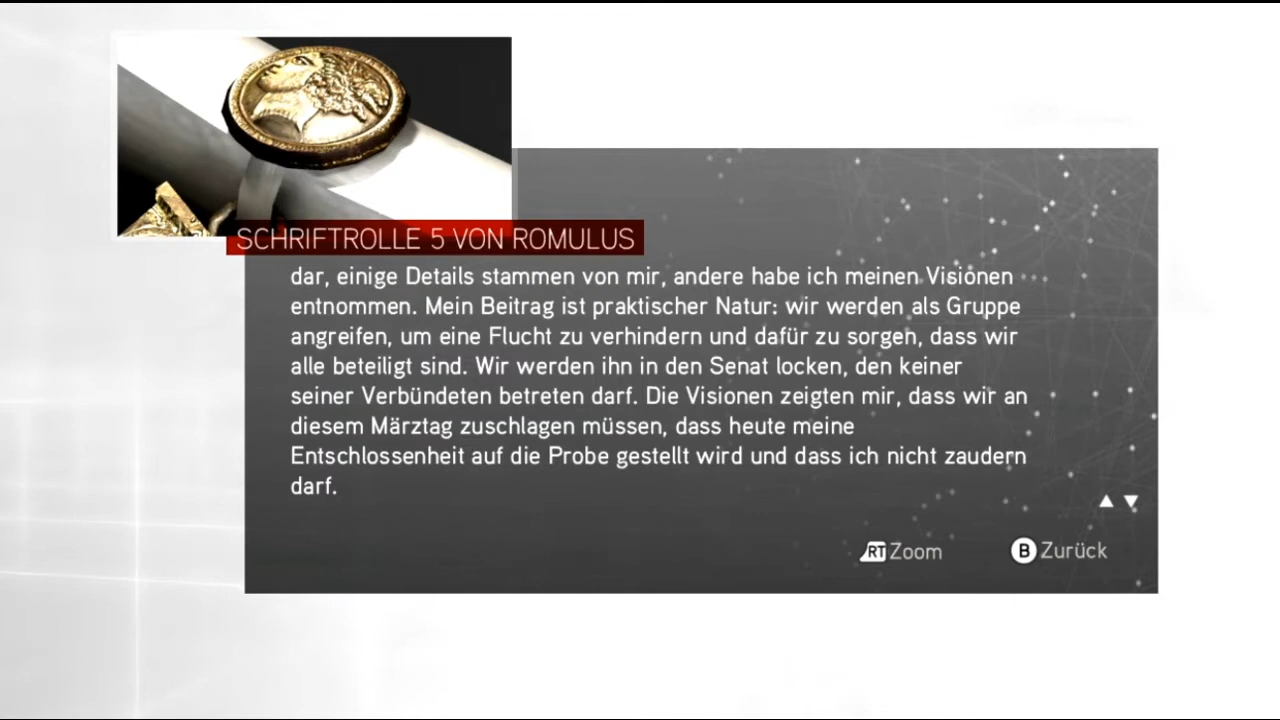 SCHRIFTROLLE 5 VON ROMULUS
dar, einige Details stammen von mir, andere habe ich meinen Visionen
entnommen. Mein Beitrag ist praktischer Natur: wir werden als Gruppe
angreifen, um eine Flucht zu verhindern und dafür zu sorgen, dass wir
alle beteiligt sind. Wir werden ihn in den Senat locken, den keiner
seiner Verbündeten betreten darf. Die Visionen zeigten mir, dass wir an
diesem Märztag zuschlagen müssen, dass heute meine
Entschlossenheit auf die Probe gestellt wird und dass ich nicht zaudern
darf.
RT Zoom
B Zurück